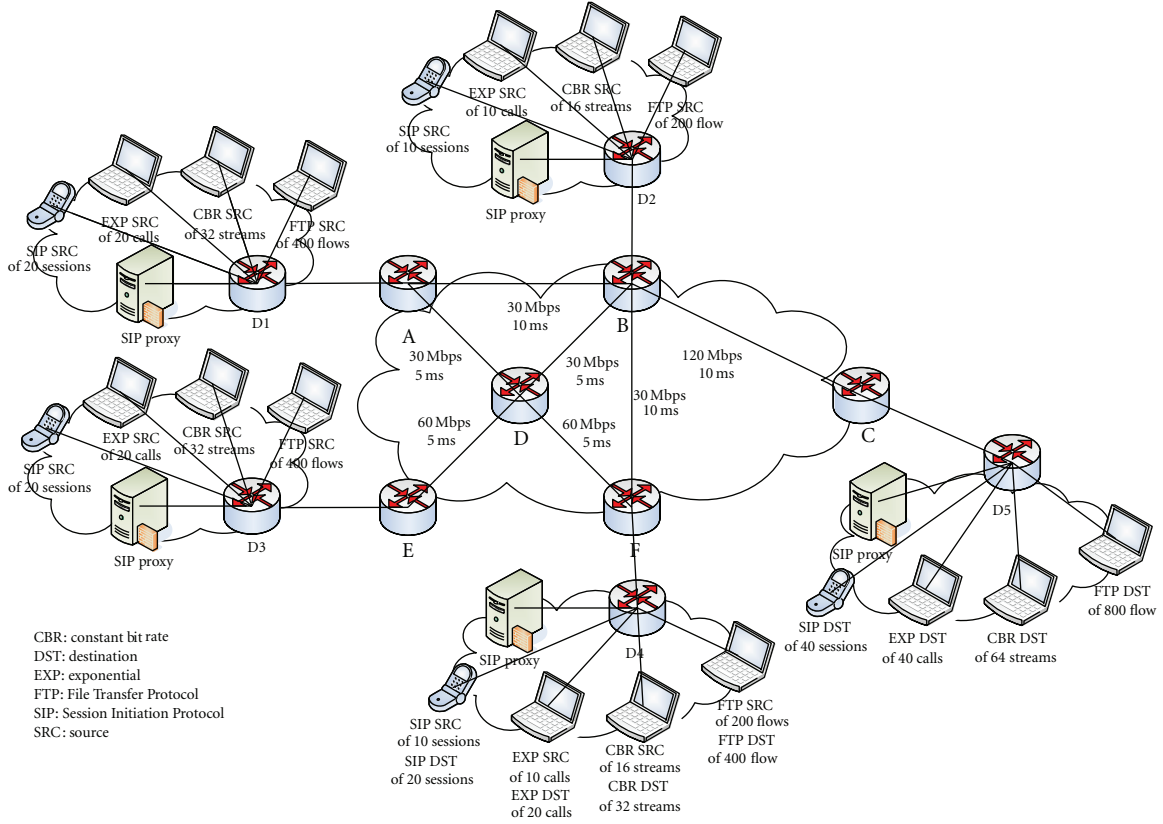 EXP SRC
of 10 calls
CBR SRC
of 16 streams
FTP SRC
of 200 flow
SIP SRC
of 10 sessions
SIP proxy
D2
EXP SRC
of 20 calls
CBR SRC
of 32 streams
FTP SRC
of 400 flows
SIP SRC
of 20 sessions
SIP proxy
D1
A
30 Mbps
10 ms
B
30 Mbps
5 ms
30 Mbps
5 ms
30 Mbps
10 ms
120 Mbps
10 ms
D
60 Mbps
5 ms
60 Mbps
5 ms
C
EXP SRC
of 20 calls
CBR SRC
of 32 streams
FTP SRC
of 400 flows
SIP SRC
of 20 sessions
SIP proxy
D3
E
F
D5
SIP proxy
SIP DST
of 40 sessions
EXP DST
of 40 calls
CBR DST
of 64 streams
FTP DST
of 800 flow
SIP proxy
D4
SIP SRC
of 10 sessions
SIP DST
of 20 sessions
EXP SRC
of 10 calls
EXP DST
of 20 calls
CBR SRC
of 16 streams
CBR DST
of 32 streams
FTP SRC
of 200 flows
FTP DST
of 400 flow
CBR: constant bit rate
DST: destination
EXP: exponential
FTP: File Transfer Protocol
SIP: Session Initiation Protocol
SRC: source